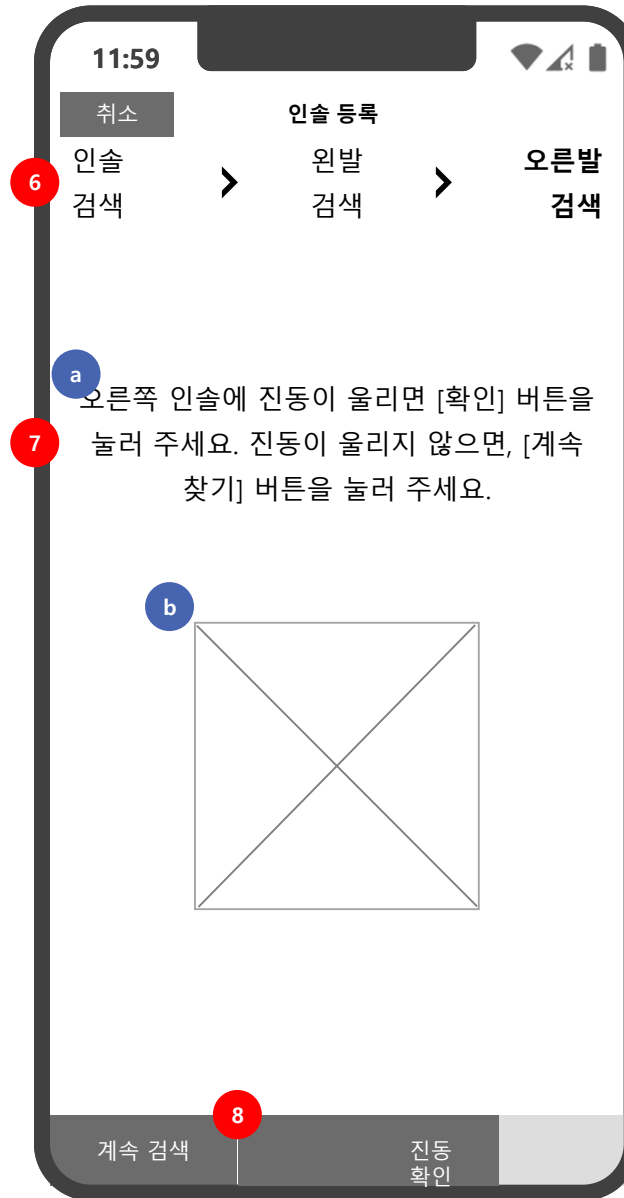 11:59
취소
인솔 등록
6
인솔
검색
왼발
검색
오른발
검색
a
오른쪽 인솔에 진동이 울리면 [확인] 버튼을
7
눌러 주세요. 진동이 울리지 않으면, [계속
찾기] 버튼을 눌러 주세요.
b
8
계속 검색
진동
확인